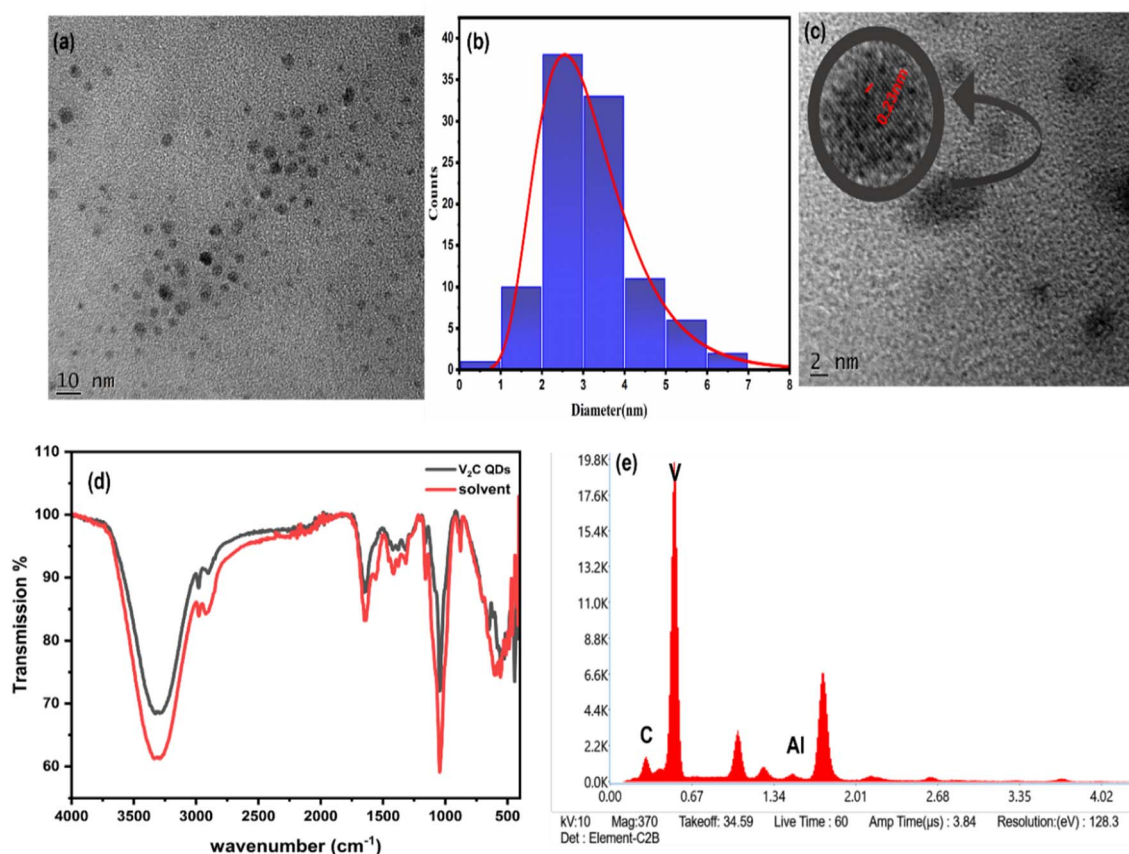 (a)
10 nm
(b)
Counts
40
35
30
25
20
15
10
5
0
0 1 2 3 4 5 6 7 8
Diameter(nm)
(c)
0.23nm
2 nm
(d)
V₂C QDs
solvent
Transmission %
110
100
90
80
70
60
4000 3500 3000 2500 2000 1500 1000 500
wavenumber (cm⁻¹)
(e)
V
C
Al
19.8K
17.6K
15.4K
13.2K
11.0K
8.8K
6.6K
4.4K
2.2K
0.0K
0.00 0.67 1.34 2.01 2.68 3.35 4.02
kV:10 Mag:370 Takeoff: 34.59 Live Time : 60 Amp Time(µs) : 3.84 Resolution:(eV) : 128.3
Det : Element-C2B